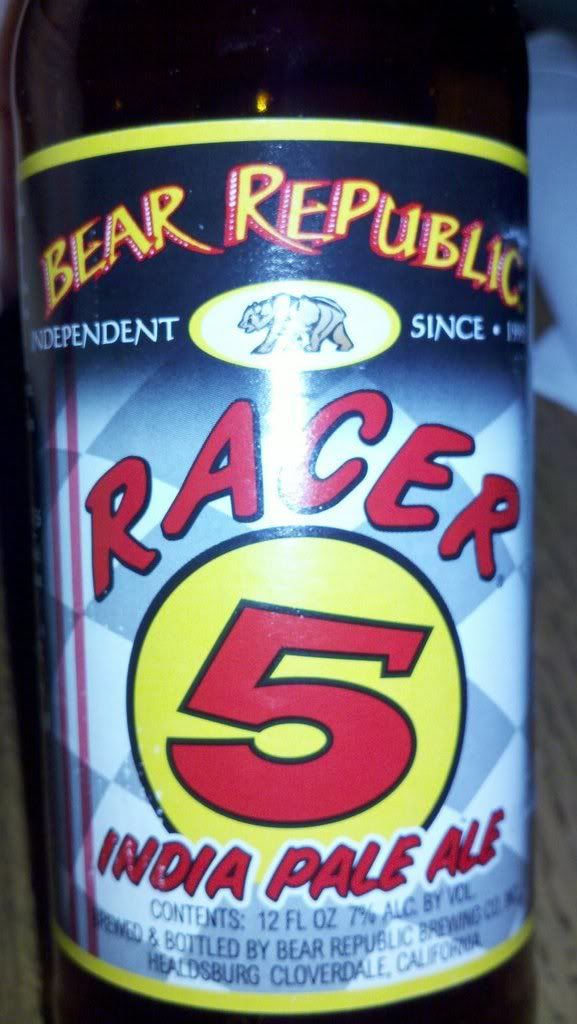 BEAR REPUBLIC
INDEPENDENT SINCE •
RACER
5
INDIA PALE ALE
CONTENTS: 12 FL OZ 7% ALC. BY VOL.
BREWED & BOTTLED BY BEAR REPUBLIC BREWING CO.
HEALDSBURG CLOVERDALE, CALIFORNIA